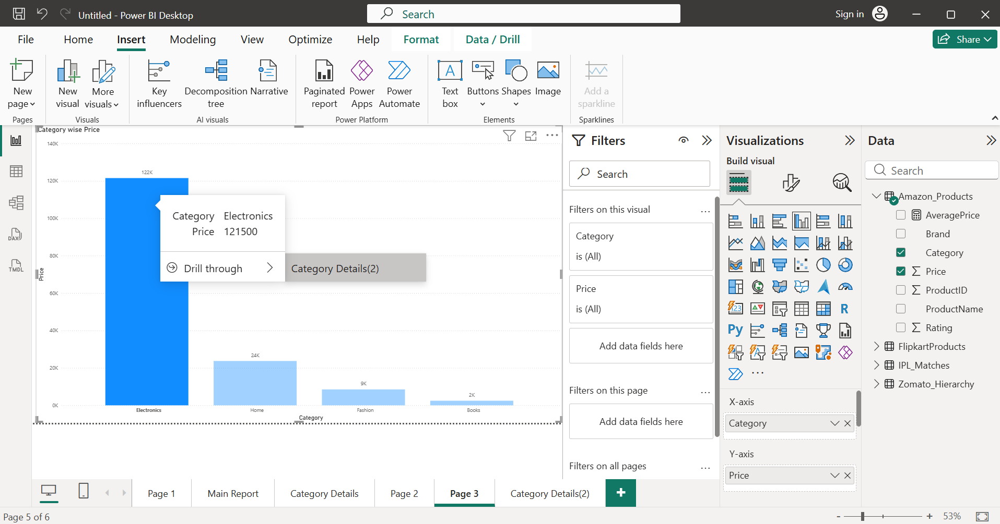 Untitled - Power BI Desktop
Search
Sign in
File
Home
Insert
Modeling
View
Optimize
Help
Format
Data / Drill
Share
New
page
New
visual
More
visuals
Key
influencers
Decomposition
tree
Narrative
Paginated
report
Power
Apps
Power
Automate
Text
box
Buttons
Shapes
Image
Add a
sparkline
Pages
Visuals
AI visuals
Power Platform
Elements
Sparklines
DAX
TMDL
Category wise Price
140K
120K
100K
80K
60K
40K
20K
0K
Price
122K
24K
9K
2K
Electronics
Home
Fashion
Books
Category
Category Electronics
Price 121500
Drill through
Category Details(2)
Filters
Search
Filters on this visual
...
Category
is (All)
Price
is (All)
Add data fields here
Filters on this page
...
Add data fields here
Filters on all pages
...
Visualizations
Build visual
123
R
Py
...
X-axis
Category
Y-axis
Price
Data
Search
Amazon_Products
AveragePrice
Brand
Category
Price
ProductID
ProductName
Rating
FlipkartProducts
IPL_Matches
Zomato_Hierarchy
Page 1
Main Report
Category Details
Page 2
Page 3
Category Details(2)
+
Page 5 of 6
- + 53%